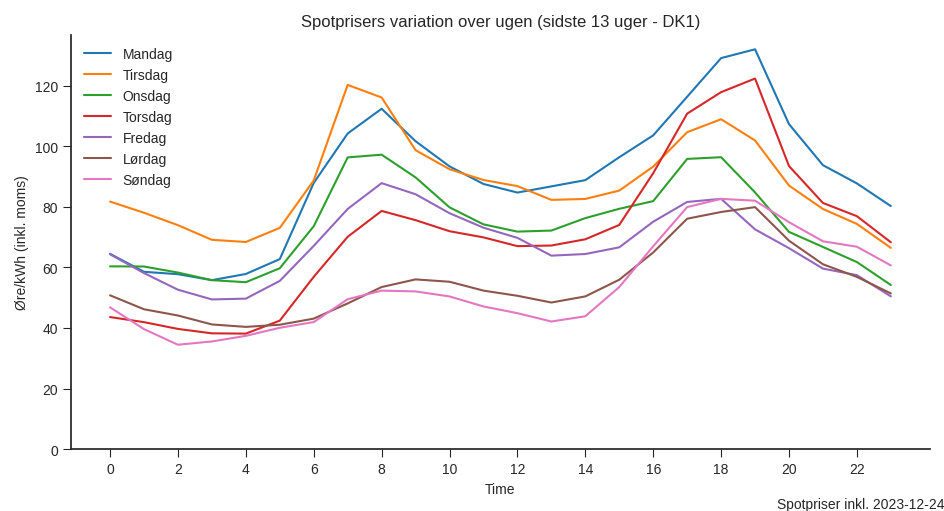 Spotprisers variation over ugen (sidste 13 uger - DK1)
Mandag
Tirsdag
Onsdag
Torsdag
Fredag
Lørdag
Søndag
Øre/kWh (inkl. moms)
120
100
80
60
40
20
0
0 2 4 6 8 10 12 14 16 18 20 22
Time
Spotpriser inkl. 2023-12-24